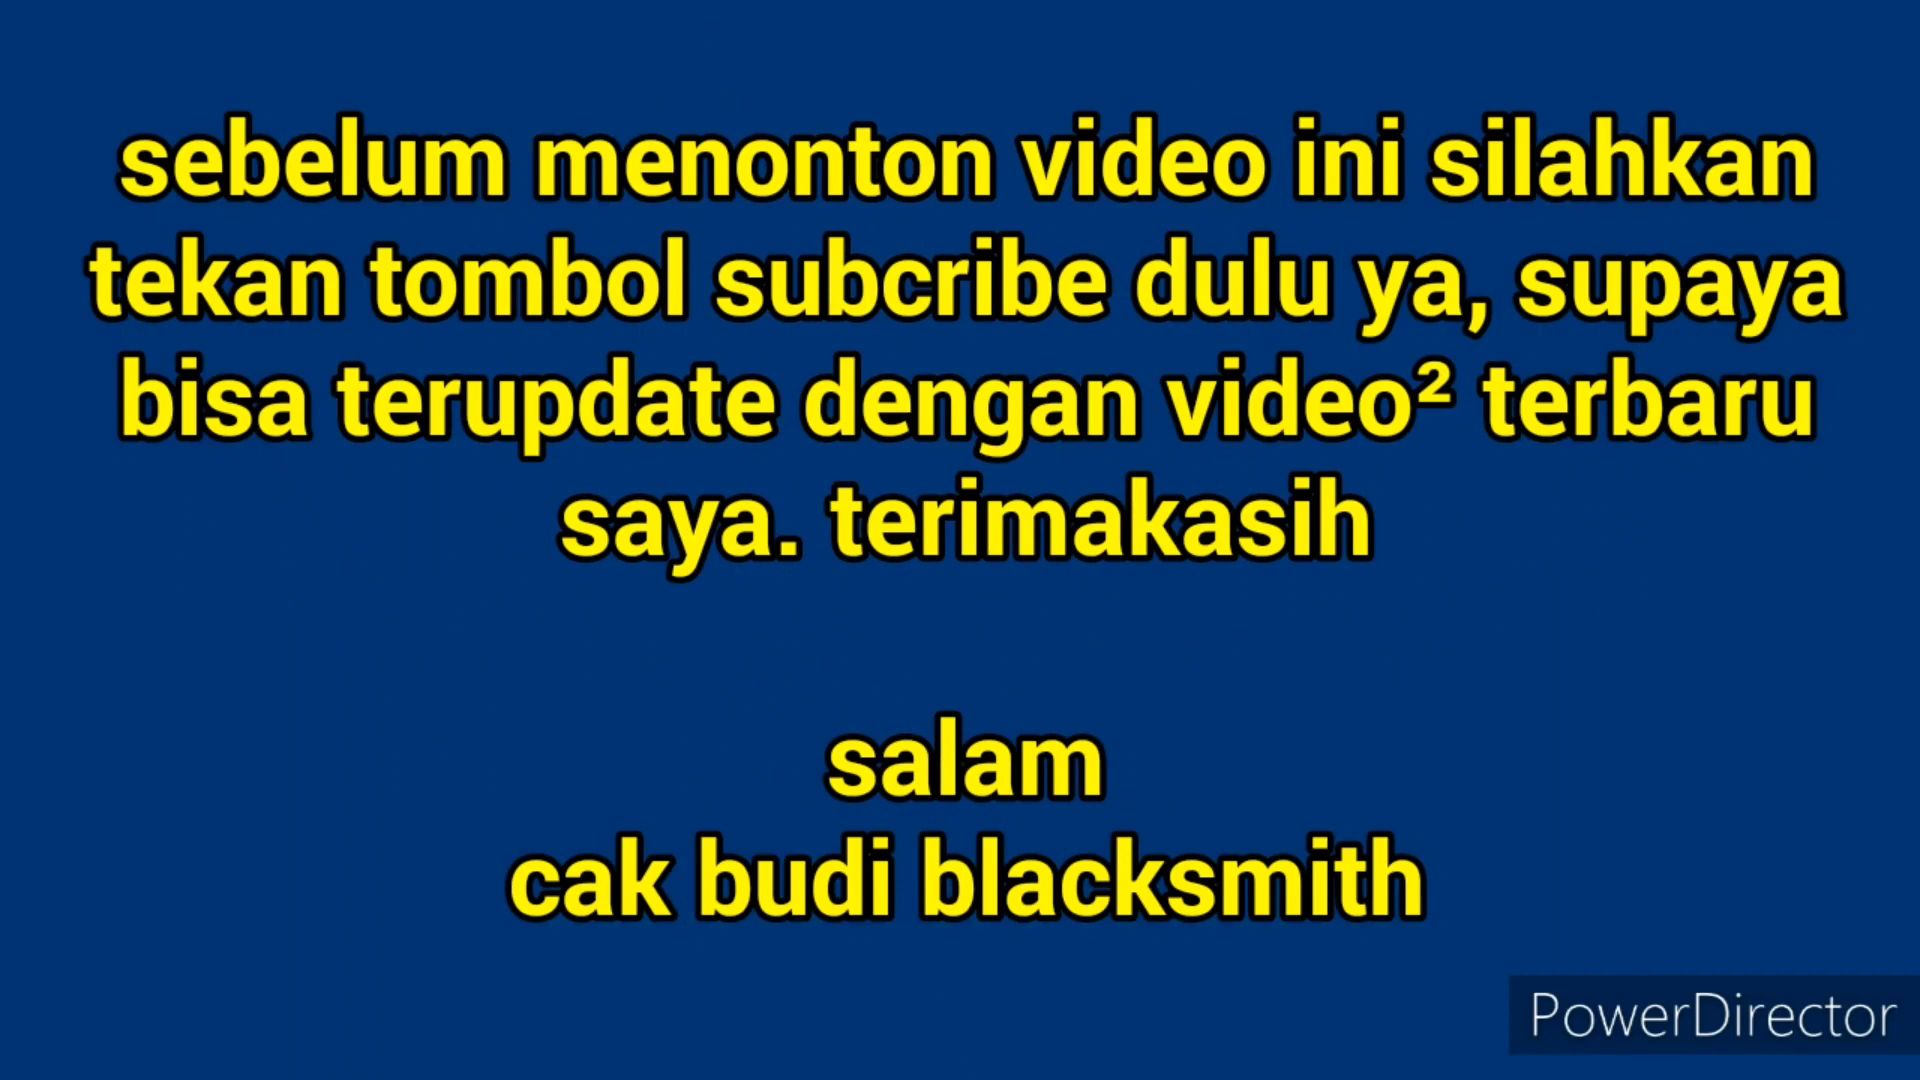 sebelum menonton video ini silahkan
tekan tombol subcribe dulu ya, supaya
bisa terupdate dengan video² terbaru
saya. terimakasih
salam
cak budi blacksmith
PowerDirector